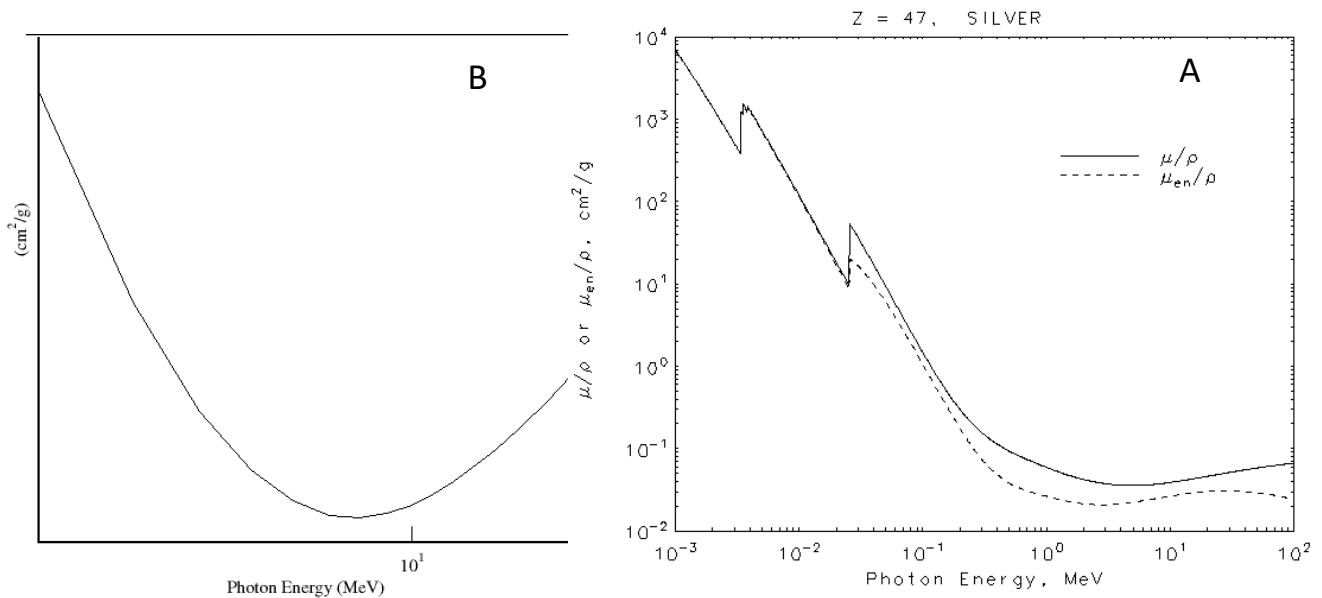 B
(cm²/g)
10¹
Photon Energy (MeV)
Z = 47, SILVER
A
μ/ρ
μₑₙ/ρ
μ/ρ or μₑₙ/ρ, cm²/g
10⁴
10³
10²
10¹
10⁰
10⁻¹
10⁻²
10⁻³ 10⁻² 10⁻¹ 10⁰ 10¹ 10²
Photon Energy, MeV